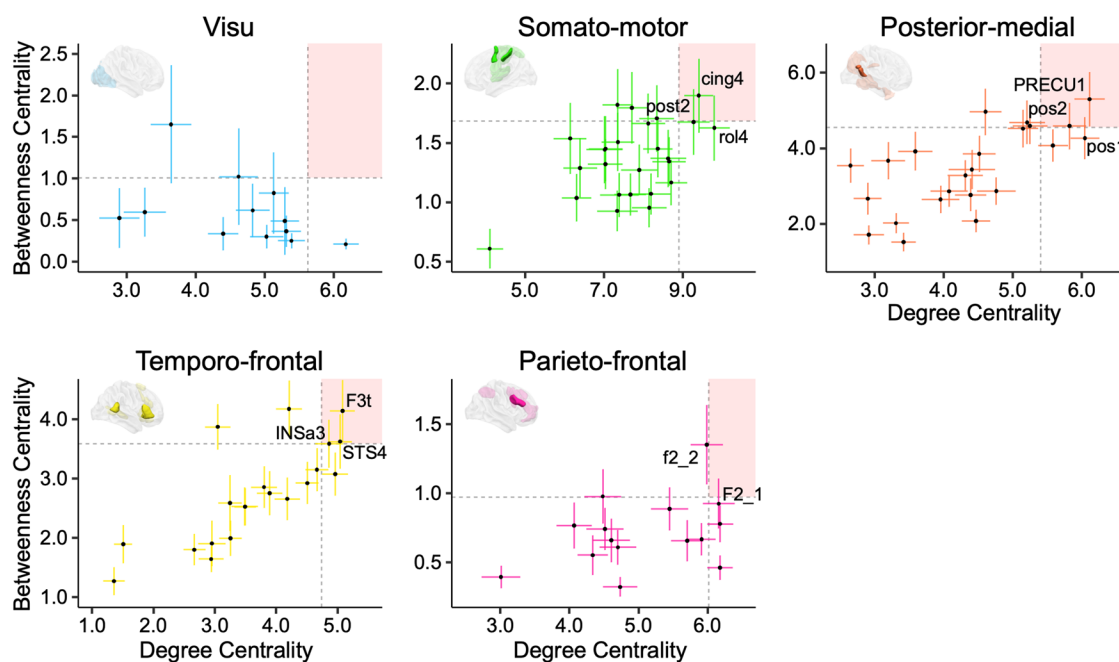 Visu
Somato-motor
Posterior-medial
Betweenness Centrality
2.5
2.0
1.5
1.0
0.5
0.0
3.0 4.0 5.0 6.0
2.0
1.5
1.0
0.5
cing4
post2
rol4
5.0 7.0 9.0
6.0
4.0
2.0
PRECU1
pos2
pos1
3.0 4.0 5.0 6.0
Degree Centrality
Temporo-frontal
Parieto-frontal
Betweenness Centrality
4.0
3.0
2.0
1.0
F3t
INSa3
STS4
1.0 2.0 3.0 4.0 5.0
Degree Centrality
1.5
1.0
0.5
f2_2
F2_1
3.0 4.0 5.0 6.0
Degree Centrality